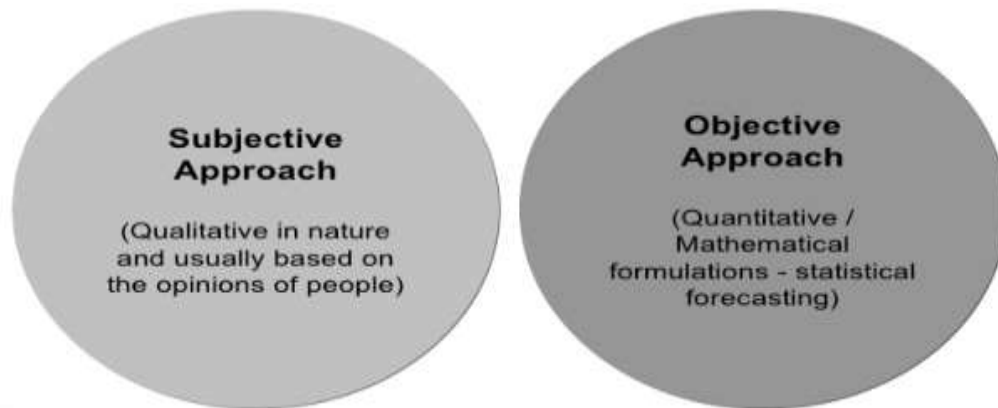 Subjective
Approach
(Qualitative in nature
and usually based on
the opinions of people)
Objective
Approach
(Quantitative /
Mathematical
formulations - statistical
forecasting)